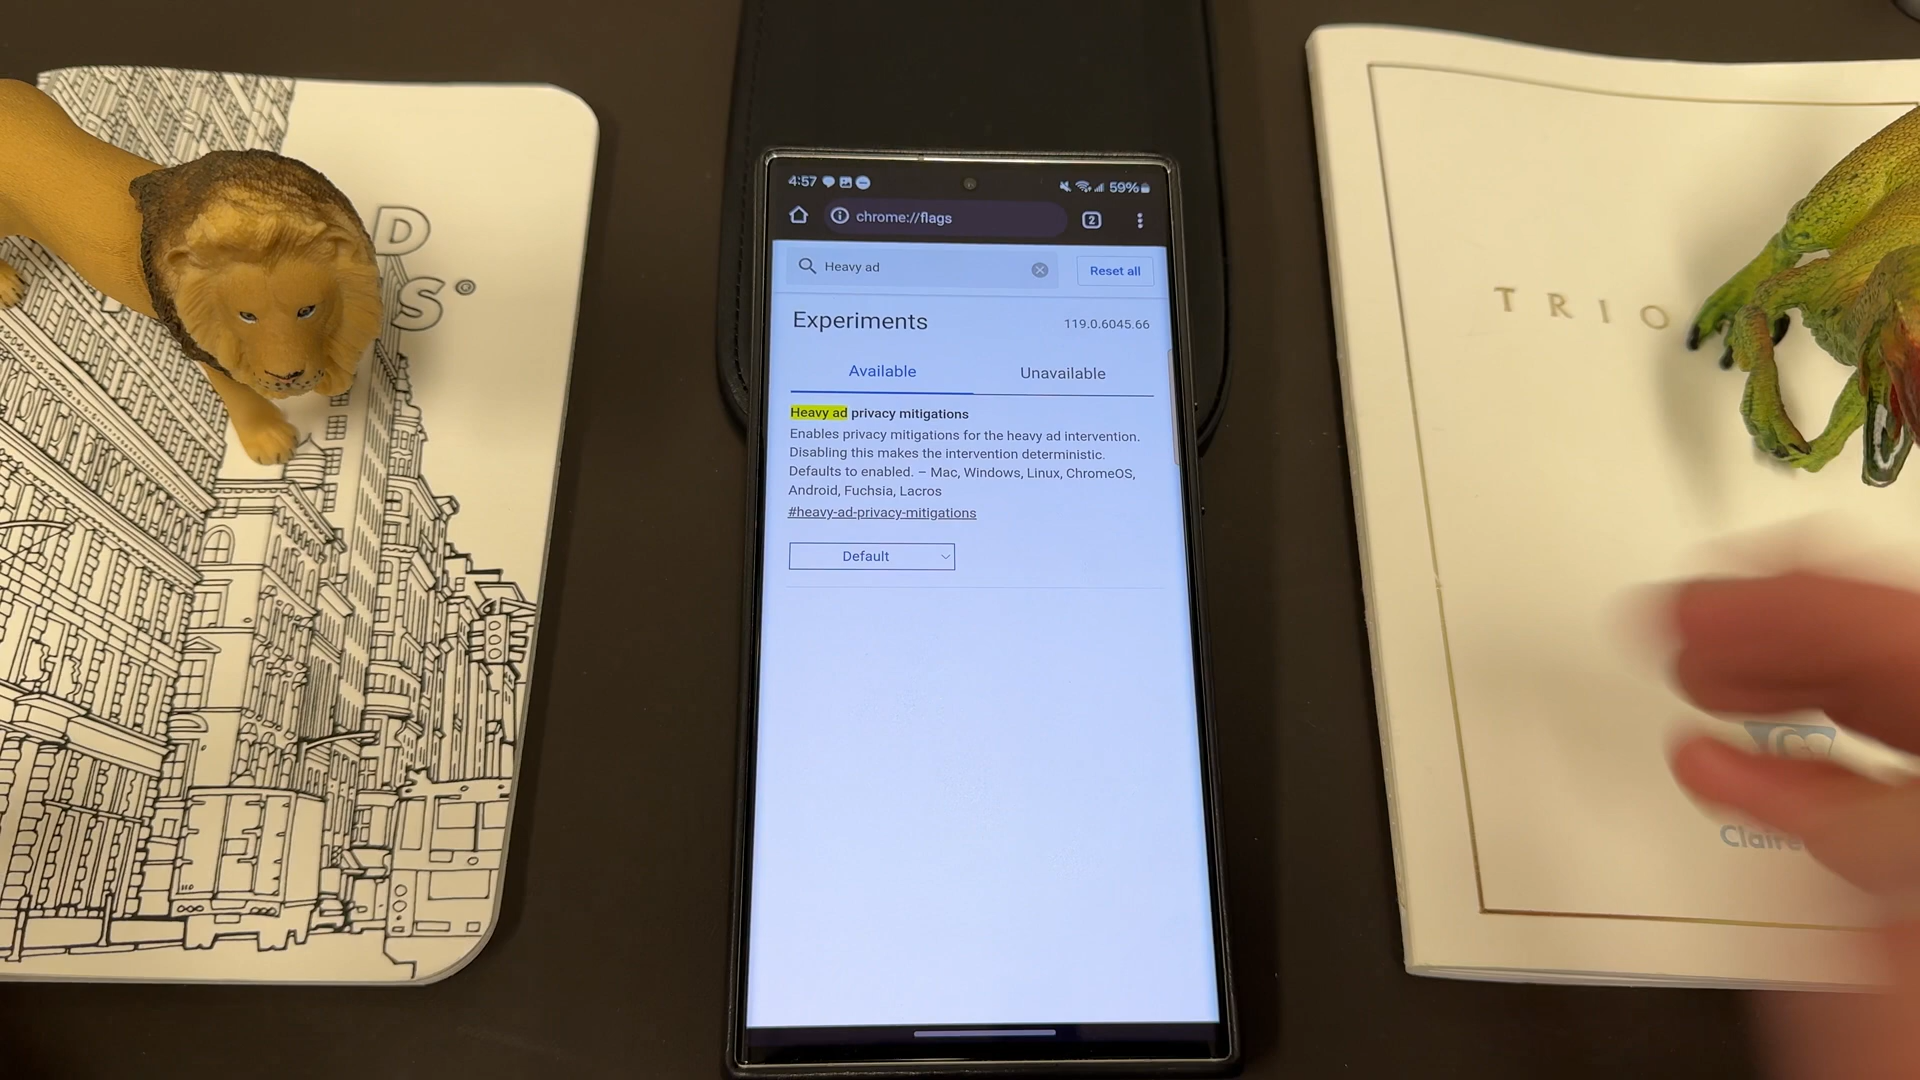 D
S®
4:57
59%
chrome://flags
2
Heavy ad
Reset all
Experiments
119.0.6045.66
Available
Unavailable
Heavy ad privacy mitigations
Enables privacy mitigations for the heavy ad intervention.
Disabling this makes the intervention deterministic.
Defaults to enabled. – Mac, Windows, Linux, ChromeOS,
Android, Fuchsia, Lacros
#heavy-ad-privacy-mitigations
Default
TRIO
Claire